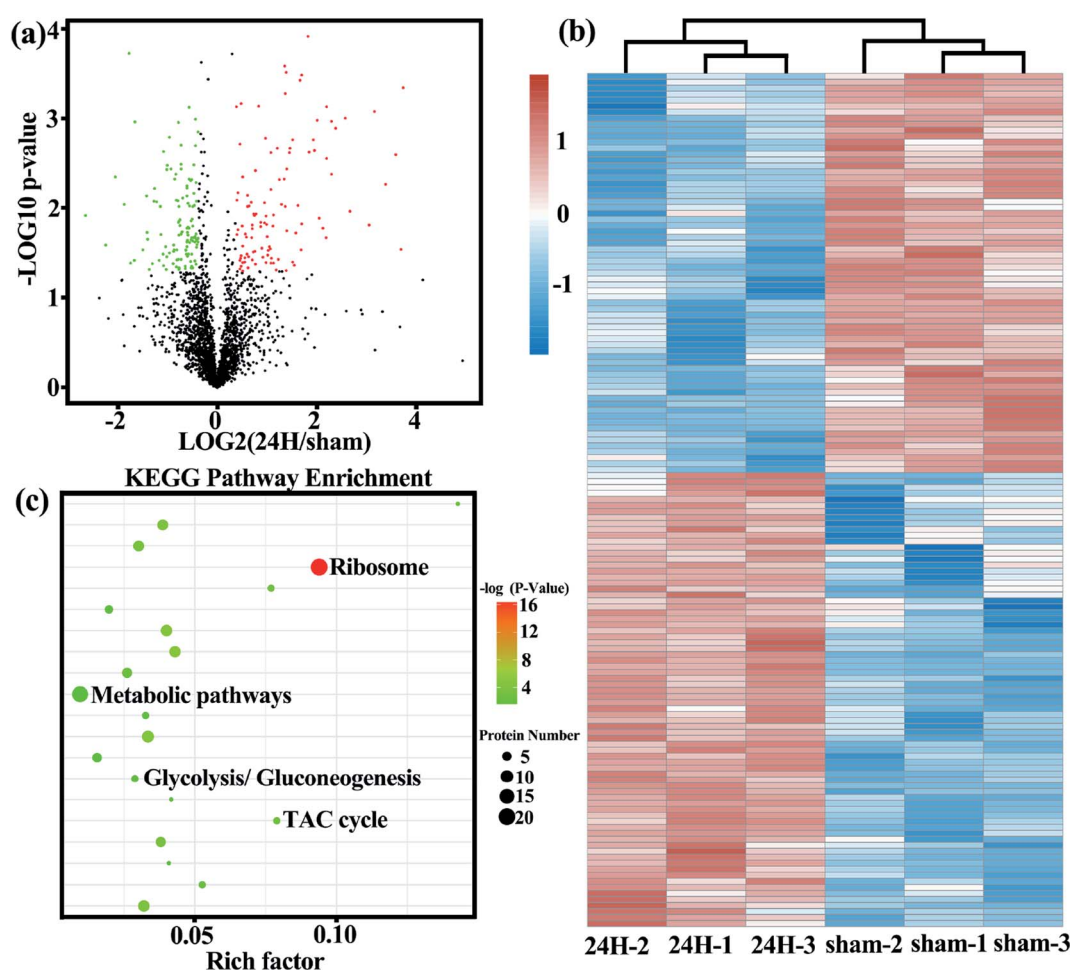 (a)
-LOG10 p-value
4
3
2
1
0
-2
0
2
4
LOG2(24H/sham)
(b)
1
0
-1
24H-2
24H-1
24H-3
sham-2
sham-1
sham-3
KEGG Pathway Enrichment
(c)
Ribosome
Metabolic pathways
Glycolysis/ Gluconeogenesis
TAC cycle
0.05
0.10
Rich factor
-log (P-Value)
16
12
8
4
Protein Number
5
10
15
20